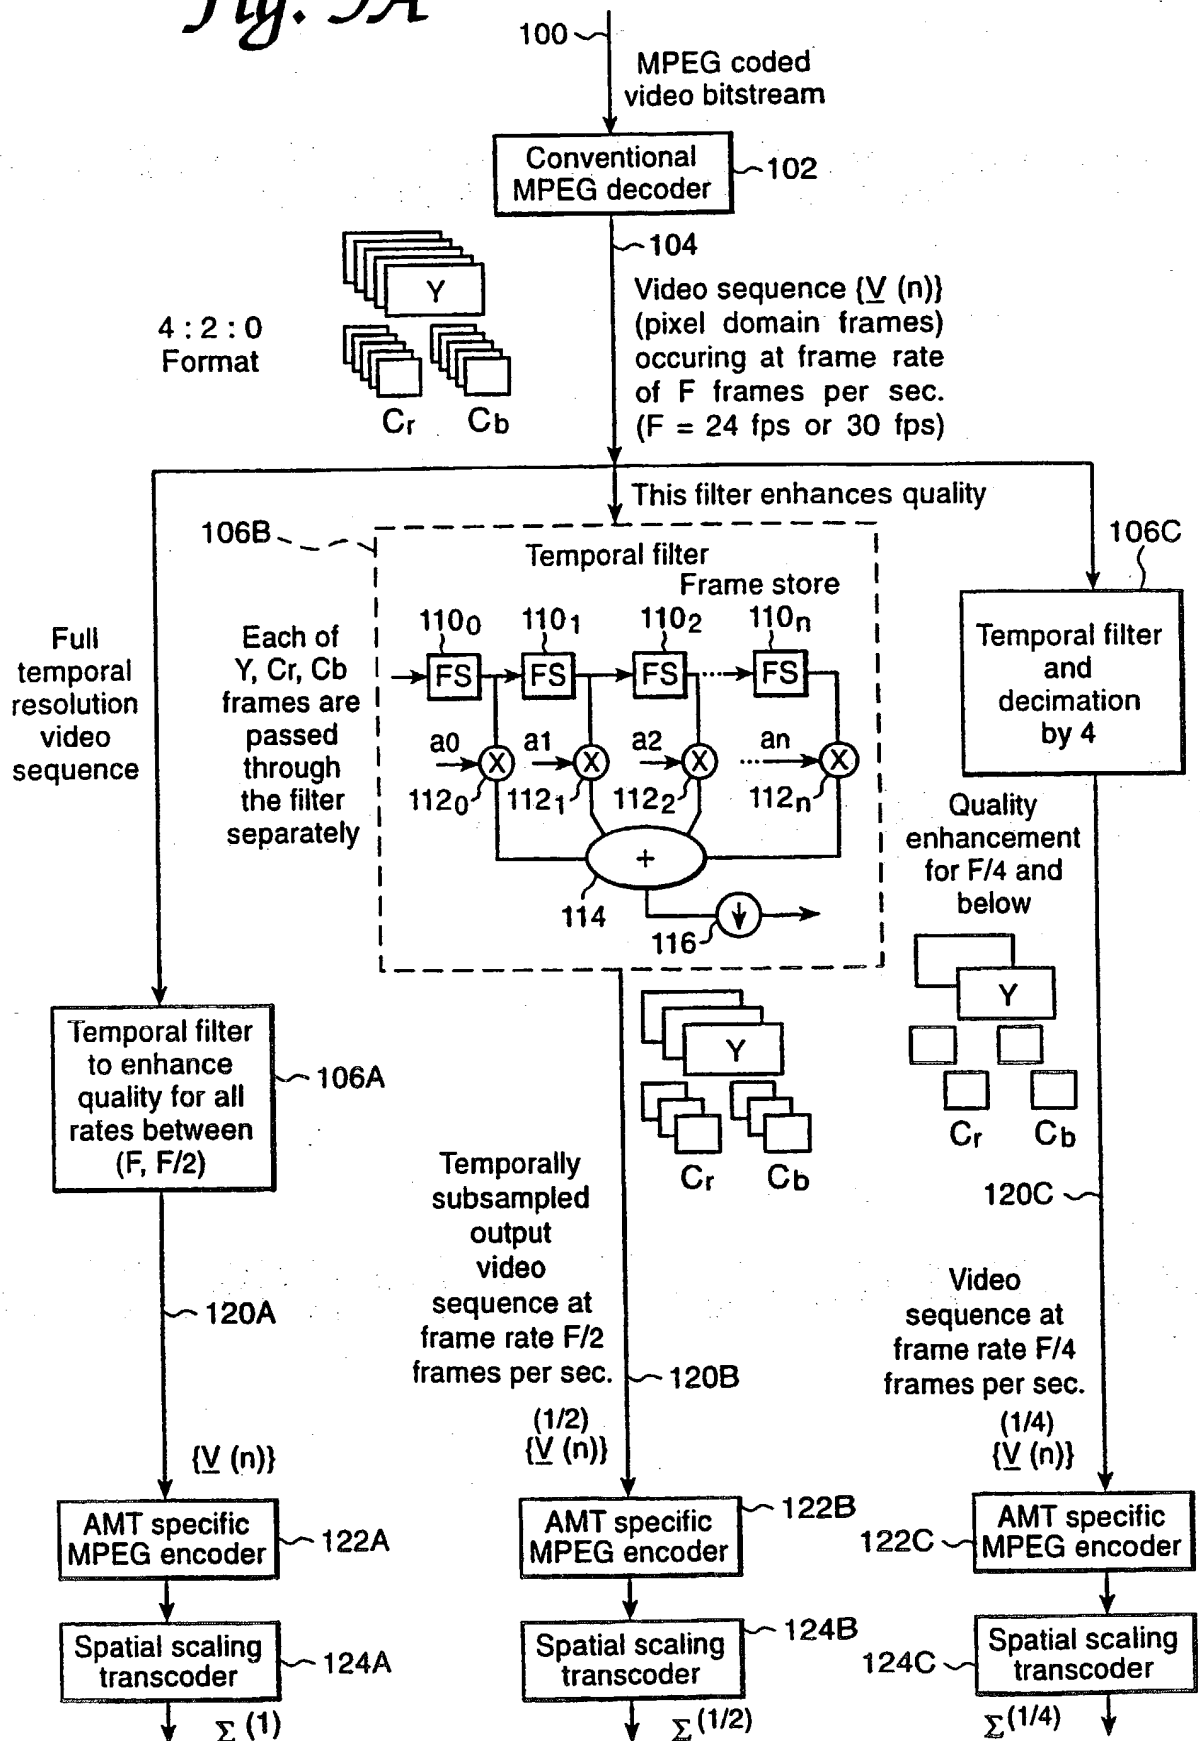 Fig. 5A
100
MPEG coded
video bitstream
Conventional
MPEG decoder
102
104
Y
4 : 2 : 0
Format
Cr Cb
Video sequence {V (n)}
(pixel domain frames)
occuring at frame rate
of F frames per sec.
(F = 24 fps or 30 fps)
This filter enhances quality
106B
106C
Temporal filter
Frame store
110₀ 110₁ 110₂ 110n
FS FS FS FS
Full
temporal
resolution
video
sequence
Each of
Y, Cr, Cb
frames are
passed
through
the filter
separately
a0 a1 a2 an
X X X X
112₀ 112₁ 112₂ 112n
+
114
116
Temporal filter
and
decimation
by 4
Quality
enhancement
for F/4 and
below
Y
Cr Cb
Temporal filter
to enhance
quality for all
rates between
(F, F/2)
106A
Y
Cr Cb
120C
Temporally
subsampled
output
video
sequence at
frame rate F/2
frames per sec.
120A
120B
Video
sequence at
frame rate F/4
frames per sec.
{V (n)}
(1/2)
{V (n)}
(1/4)
{V (n)}
AMT specific
MPEG encoder
122A
AMT specific
MPEG encoder
122B
AMT specific
MPEG encoder
122C
Spatial scaling
transcoder
124A
Spatial scaling
transcoder
124B
Spatial scaling
transcoder
124C
Σ (1)
Σ (1/2)
Σ (1/4)